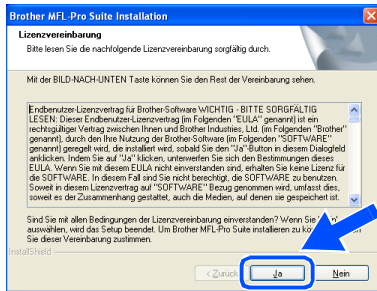 Brother MFL-Pro Suite Installation
Lizenzvereinbarung
Bitte lesen Sie die nachfolgende Lizenzvereinbarung sorgfältig durch.
Mit der BILD-NACH-UNTEN Taste können Sie den Rest der Vereinbarung sehen.
Endbenutzer-Lizenzvertrag für Brother-Software WICHTIG - BITTE SORGFÄLTIG
LESEN: Dieser Endbenutzer-Lizenzvertrag (im Folgenden "EULA" genannt) ist ein
rechtsgültiger Vertrag zwischen Ihnen und Brother Industries, Ltd. (im Folgenden "Brother"
genannt), durch den Ihre Nutzung der Brother-Software (im Folgenden "SOFTWARE"
genannt) geregelt wird, die installiert wird, sobald Sie den "Ja"-Button in diesem Dialogfeld
anklicken. Indem Sie auf "Ja" klicken, unterwerfen Sie sich den Bestimmungen dieses
EULA. Wenn Sie mit diesem EULA nicht einverstanden sind, erhalten Sie keine Lizenz für
die SOFTWARE. In diesem Fall sind Sie nicht berechtigt, die SOFTWARE zu benutzen.
Soweit in diesem Lizenzvertrag auf "SOFTWARE" Bezug genommen wird, umfasst dies,
soweit es der Zusammenhang gestattet, auch die Medien, auf denen sie gespeichert ist.
Sind Sie mit allen Bedingungen der Lizenzvereinbarung einverstanden? Wenn Sie
auswählen, wird das Setup beendet. Um Brother MFL-Pro Suite installieren zu
Sie dieser Vereinbarung zustimmen.
InstallShield
< Zurück
Ja
Nein